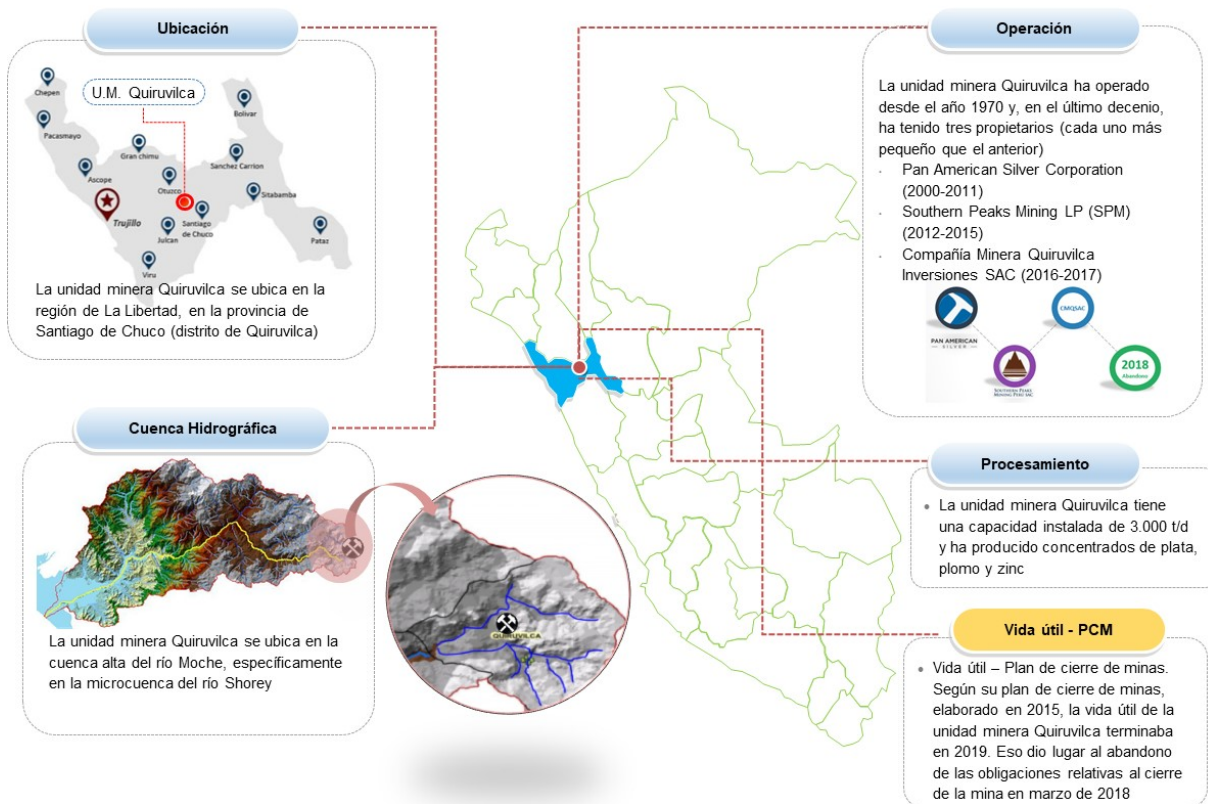 Ubicación
Chepen
Pacasmayo
Ascope
Trujillo
Gran chimu
Otuzco
Julcan
Viru
Santiago
de Chuco
Bolivar
Sanchez Carrion
Sitabamba
Pataz
U.M. Quiruvilca
La unidad minera Quiruvilca se ubica en la
región de La Libertad, en la provincia de
Santiago de Chuco (distrito de Quiruvilca)
Cuenca Hidrográfica
La unidad minera Quiruvilca se ubica en la
cuenca alta del río Moche, específicamente
en la microcuenca del río Shorey
QUIRUVILCA
Operación
La unidad minera Quiruvilca ha operado
desde el año 1970 y, en el último decenio,
ha tenido tres propietarios (cada uno más
pequeño que el anterior)
· Pan American Silver Corporation
(2000-2011)
· Southern Peaks Mining LP (SPM)
(2012-2015)
· Compañía Minera Quiruvilca
Inversiones SAC (2016-2017)
PAN AMERICAN
SILVER
SOUTHERN PEAKS
MINING PERÚ SAC
CMQSAC
2018
Abandono
Procesamiento
• La unidad minera Quiruvilca tiene
una capacidad instalada de 3.000 t/d
y ha producido concentrados de plata,
plomo y zinc
Vida útil - PCM
• Vida útil – Plan de cierre de minas.
Según su plan de cierre de minas,
elaborado en 2015, la vida útil de la
unidad minera Quiruvilca terminaba
en 2019. Eso dio lugar al abandono
de las obligaciones relativas al cierre
de la mina en marzo de 2018